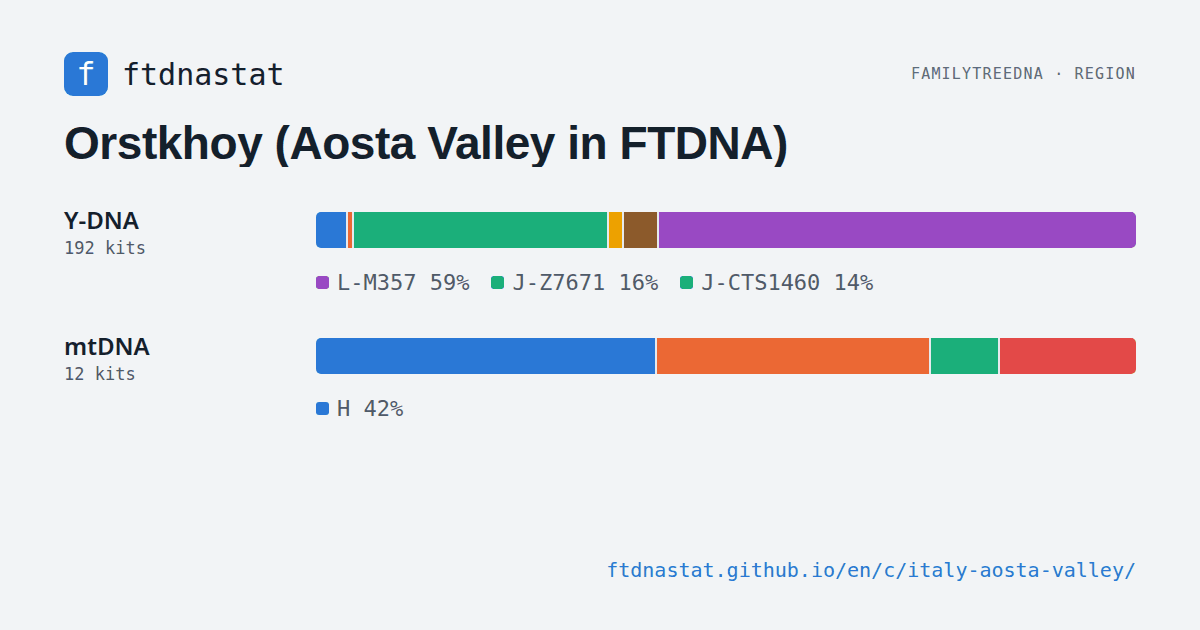 f ftdnastat
FAMILYTREEDNA · REGION
Orstkhoy (Aosta Valley in FTDNA)
Y-DNA
192 kits
L-M357 59% J-Z7671 16% J-CTS1460 14%
mtDNA
12 kits
H 42%
ftdnastat.github.io/en/c/italy-aosta-valley/